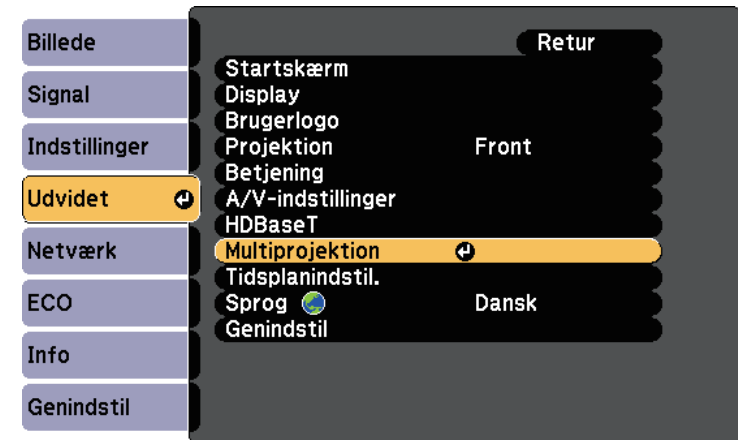 Billede
Signal
Indstillinger
Udvidet
Netværk
ECO
Info
Genindstil
Retur
Startskærm
Display
Brugerlogo
Projektion Front
Betjening
A/V-indstillinger
HDBaseT
Multiprojektion
Tidsplanindstil.
Sprog Dansk
Genindstil